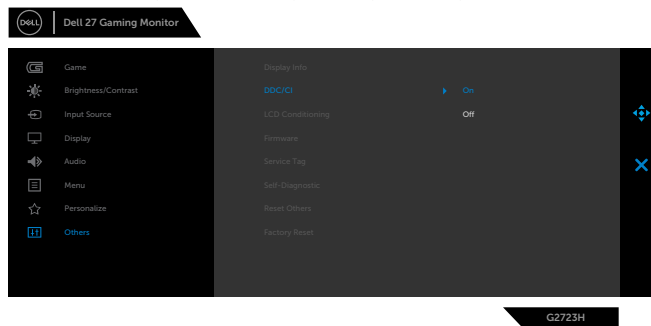 DELL
Dell 27 Gaming Monitor
Game
Display Info
Brightness/Contrast
DDC/CI
On
Input Source
LCD Conditioning
Off
Display
Firmware
Audio
Service Tag
Menu
Self-Diagnostic
Personalize
Reset Others
Others
Factory Reset
G2723H